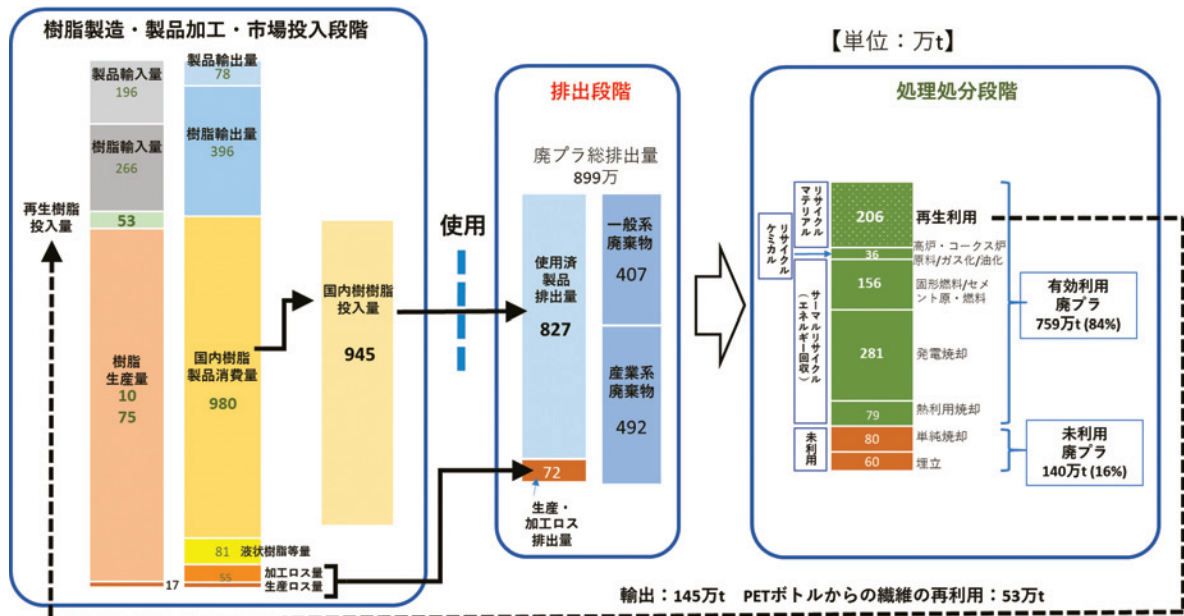 樹脂製造・製品加工・市場投入段階
製品輸入量
196
樹脂輸入量
266
再生樹脂
投入量
53
樹脂
生産量
10
75
17
製品輸出量
78
樹脂輸出量
396
国内樹脂
製品消費量
980
81 液状樹脂等量
55
加工ロス量
生産ロス量
国内樹樹脂
投入量
945
使用
排出段階
廃プラ総排出量
899万
使用済
製品
排出量
827
72
生産・
加工ロス
排出量
一般系
廃棄物
407
産業系
廃棄物
492
【単位：万t】
処理処分段階
マテリアル
リサイクル
ケミカル
リサイクル
サーマルリサイクル
（エネルギー回収）
未利用
206
再生利用
36
高炉・コークス炉
原料/ガス化/油化
156
固形燃料/セメ
ント原・燃料
281
発電焼却
79
熱利用焼却
80
単純焼却
60
埋立
有効利用
廃プラ
759万t (84%)
未利用
廃プラ
140万t (16%)
輸出：145万t PETボトルからの繊維の再利用：53万t